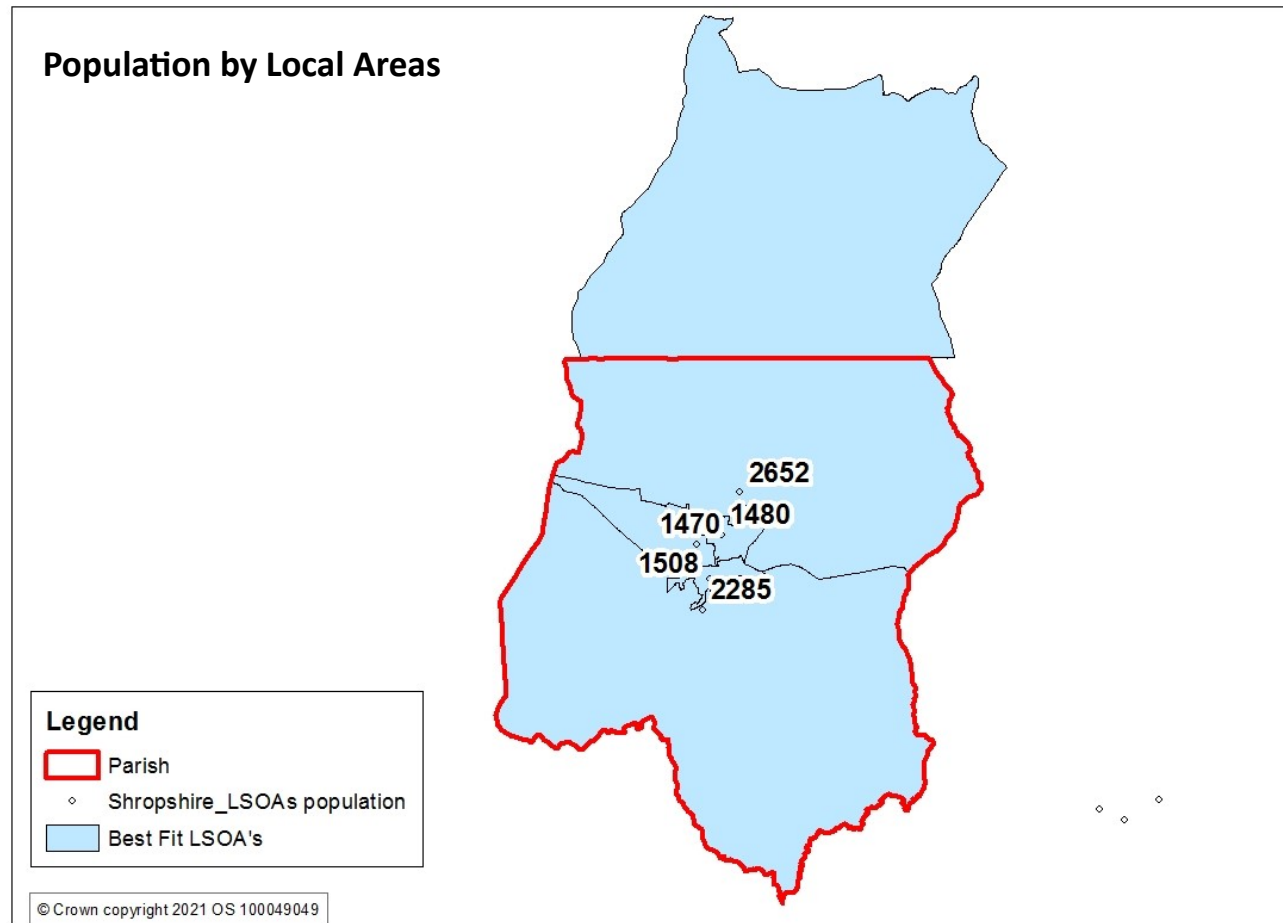 Population by Local Areas
2652
1480
1470
1508
2285
Legend
Parish
Shropshire_LSOAs population
Best Fit LSOA's
© Crown copyright 2021 OS 100049049